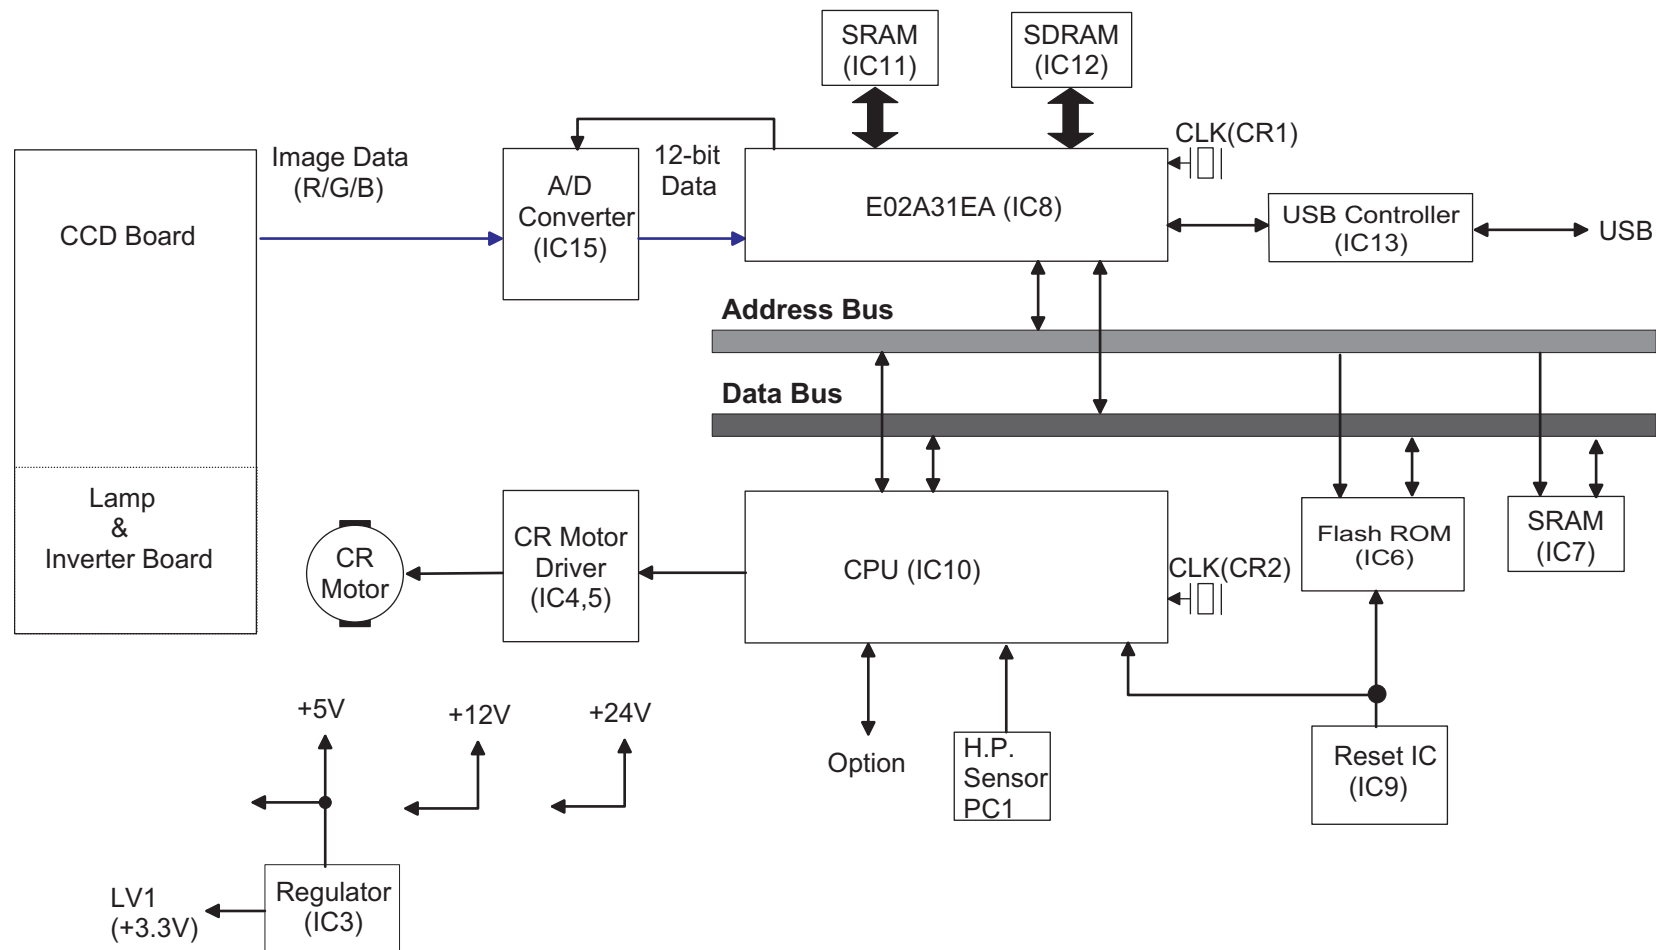 SRAM
(IC11)
SDRAM
(IC12)
CLK(CR1)
Image Data
(R/G/B)
12-bit
Data
A/D
Converter
(IC15)
E02A31EA (IC8)
USB Controller
(IC13)
USB
CCD Board
Address Bus
Data Bus
Lamp
&
Inverter Board
CR
Motor
CR Motor
Driver
(IC4,5)
CPU (IC10)
CLK(CR2)
Flash ROM
(IC6)
SRAM
(IC7)
+5V
+12V
+24V
Option
H.P.
Sensor
PC1
Reset IC
(IC9)
LV1
(+3.3V)
Regulator
(IC3)